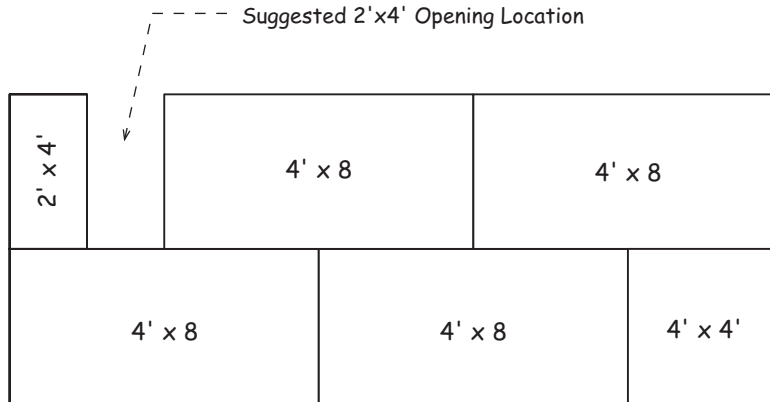 Suggested 2'x4' Opening Location
2' x 4'
4' x 8
4' x 8
4' x 8
4' x 8
4' x 4'